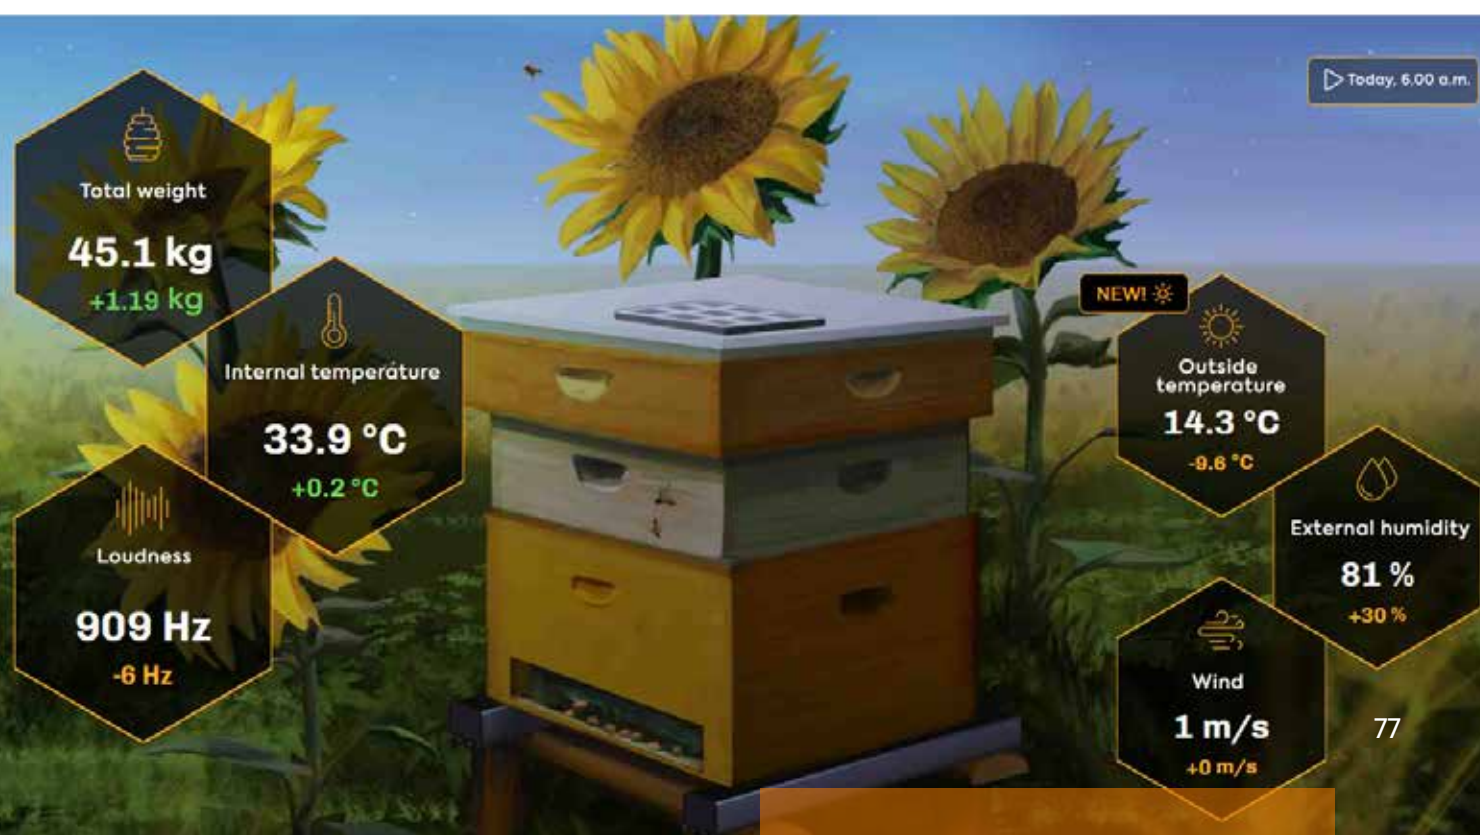 Today, 6.00 a.m.
Total weight
45.1 kg
+1.19 kg
Internal temperáture
33.9 °C
+0.2 °C
Loudness
909 Hz
-6 Hz
NEW!
Outside
temperature
14.3 °C
-9.6 °C
External humidity
81 %
+30 %
Wind
1 m/s
+0 m/s
77